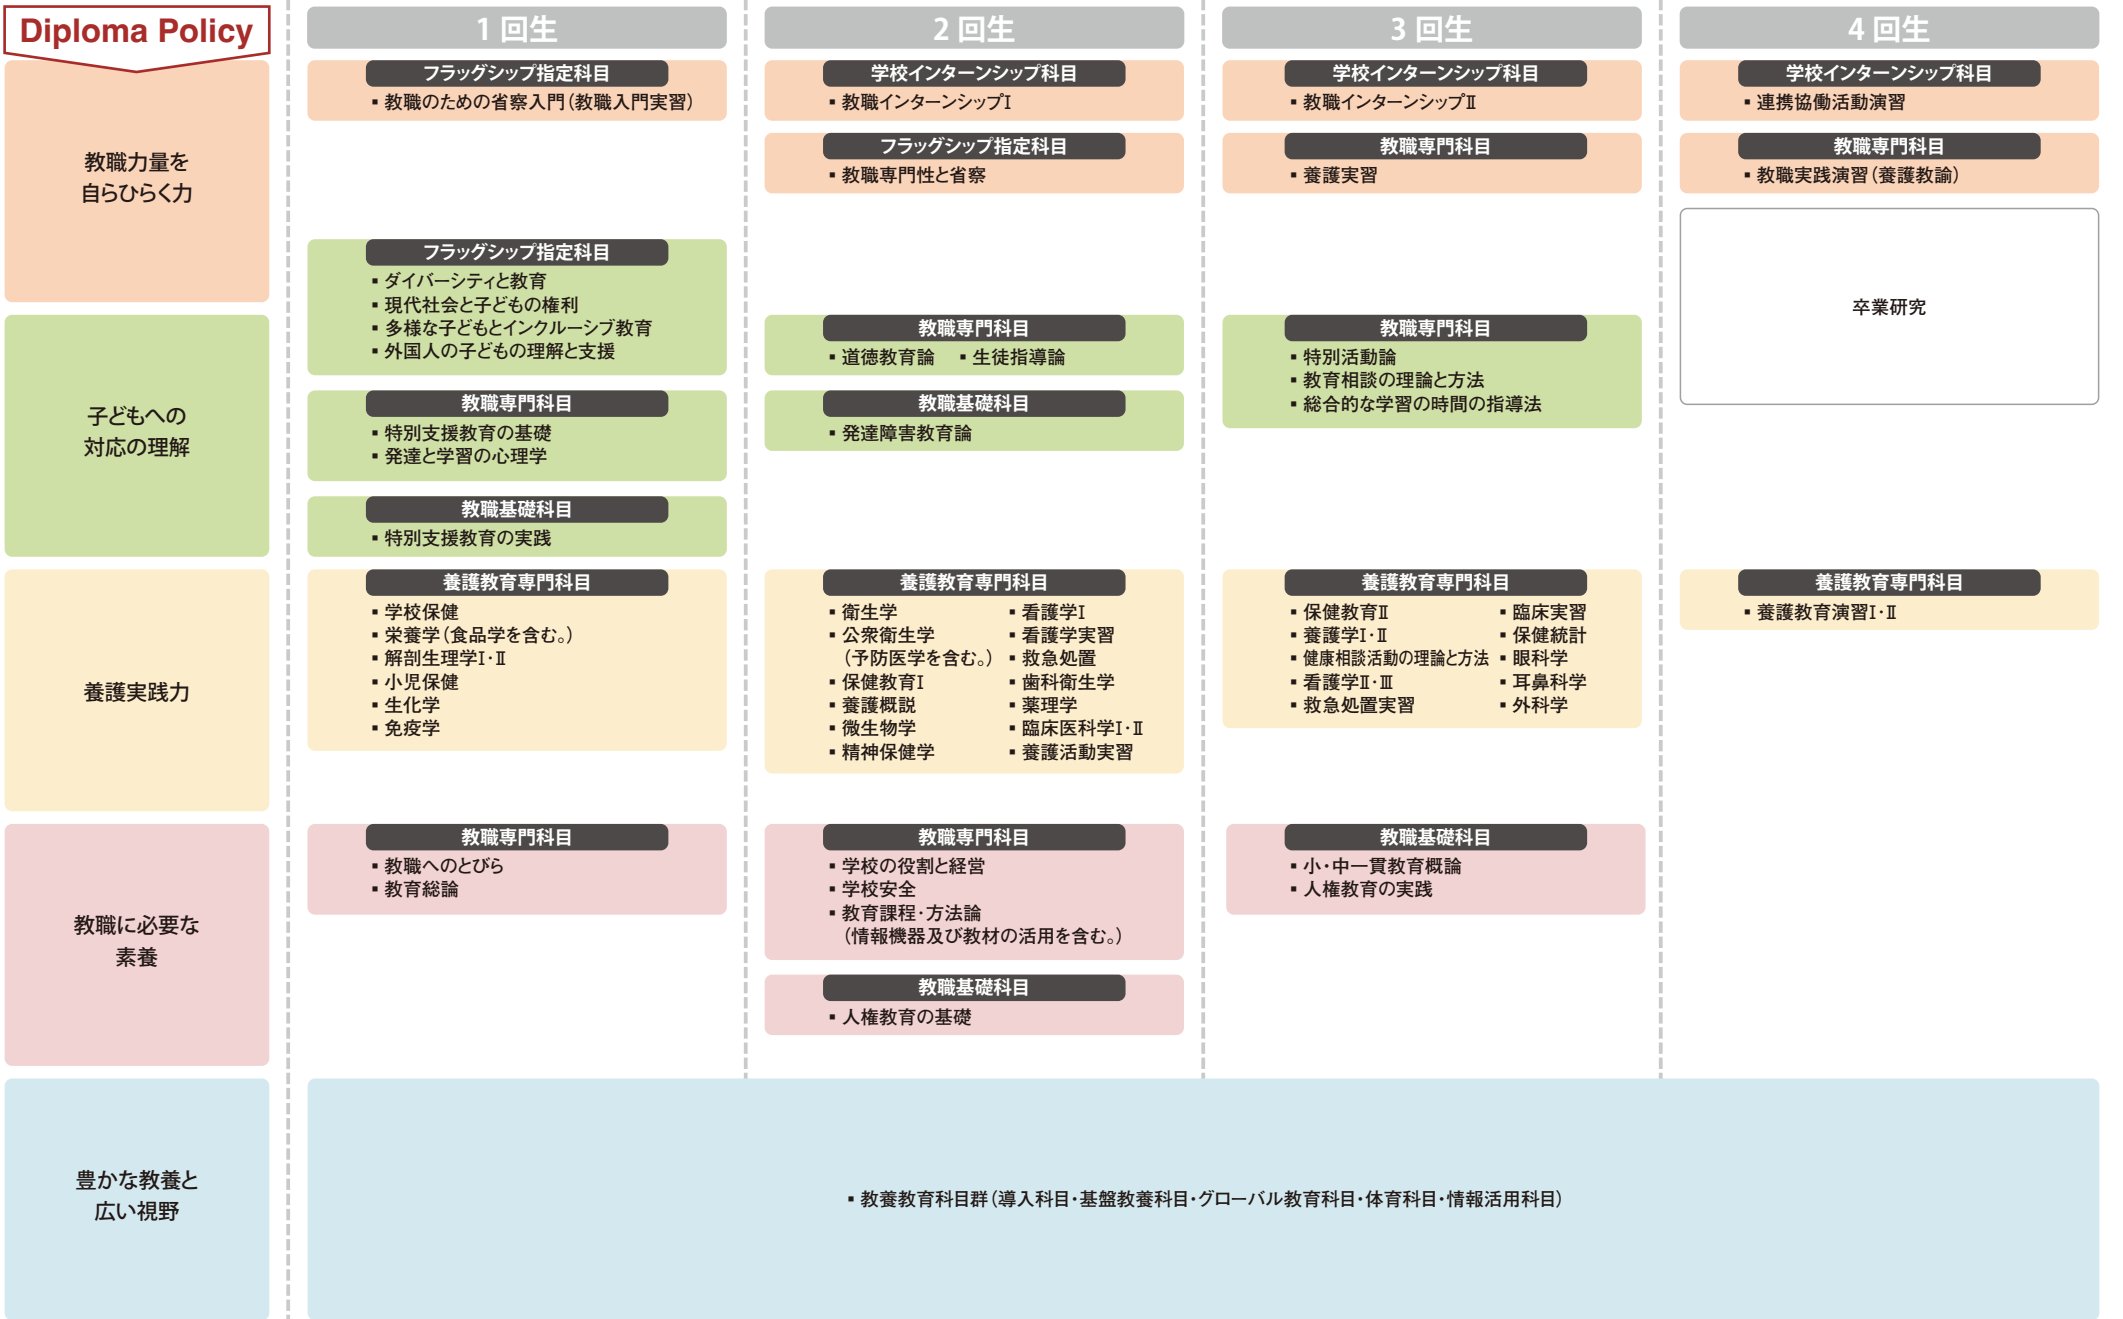 Diploma Policy
1回生
2回生
3回生
4回生
教職力量を
自らひらく力
フラッグシップ指定科目
▪ 教職のための省察入門（教職入門実習）
学校インターンシップ科目
▪ 教職インターンシップⅠ
フラッグシップ指定科目
▪ 教職専門性と省察
学校インターンシップ科目
▪ 教職インターンシップⅡ
教職専門科目
▪ 養護実習
学校インターンシップ科目
▪ 連携協働活動演習
教職専門科目
▪ 教職実践演習（養護教諭）
卒業研究
子どもへの
対応の理解
フラッグシップ指定科目
▪ ダイバーシティと教育
▪ 現代社会と子どもの権利
▪ 多様な子どもとインクルーシブ教育
▪ 外国人の子どもの理解と支援
教職専門科目
▪ 特別支援教育の基礎
▪ 発達と学習の心理学
教職基礎科目
▪ 特別支援教育の実践
教職専門科目
▪ 道徳教育論 ▪ 生徒指導論
教職基礎科目
▪ 発達障害教育論
教職専門科目
▪ 特別活動論
▪ 教育相談の理論と方法
▪ 総合的な学習の時間の指導法
養護実践力
養護教育専門科目
▪ 学校保健
▪ 栄養学（食品学を含む。）
▪ 解剖生理学Ⅰ・Ⅱ
▪ 小児保健
▪ 生化学
▪ 免疫学
養護教育専門科目
▪ 衛生学
▪ 公衆衛生学
（予防医学を含む。）
▪ 保健教育Ⅰ
▪ 養護概説
▪ 微生物学
▪ 精神保健学
▪ 看護学Ⅰ
▪ 看護学実習
▪ 救急処置
▪ 歯科衛生学
▪ 薬理学
▪ 臨床医科学Ⅰ・Ⅱ
▪ 養護活動実習
養護教育専門科目
▪ 保健教育Ⅱ
▪ 養護学Ⅰ・Ⅱ
▪ 健康相談活動の理論と方法
▪ 看護学Ⅱ・Ⅲ
▪ 救急処置実習
▪ 臨床実習
▪ 保健統計
▪ 眼科学
▪ 耳鼻科学
▪ 外科学
養護教育専門科目
▪ 養護教育演習Ⅰ・Ⅱ
教職に必要な
素養
教職専門科目
▪ 教職へのとびら
▪ 教育総論
教職専門科目
▪ 学校の役割と経営
▪ 学校安全
▪ 教育課程・方法論
（情報機器及び教材の活用を含む。）
教職基礎科目
▪ 人権教育の基礎
教職基礎科目
▪ 小・中一貫教育概論
▪ 人権教育の実践
豊かな教養と
広い視野
▪ 教養教育科目群（導入科目・基盤教養科目・グローバル教育科目・体育科目・情報活用科目）